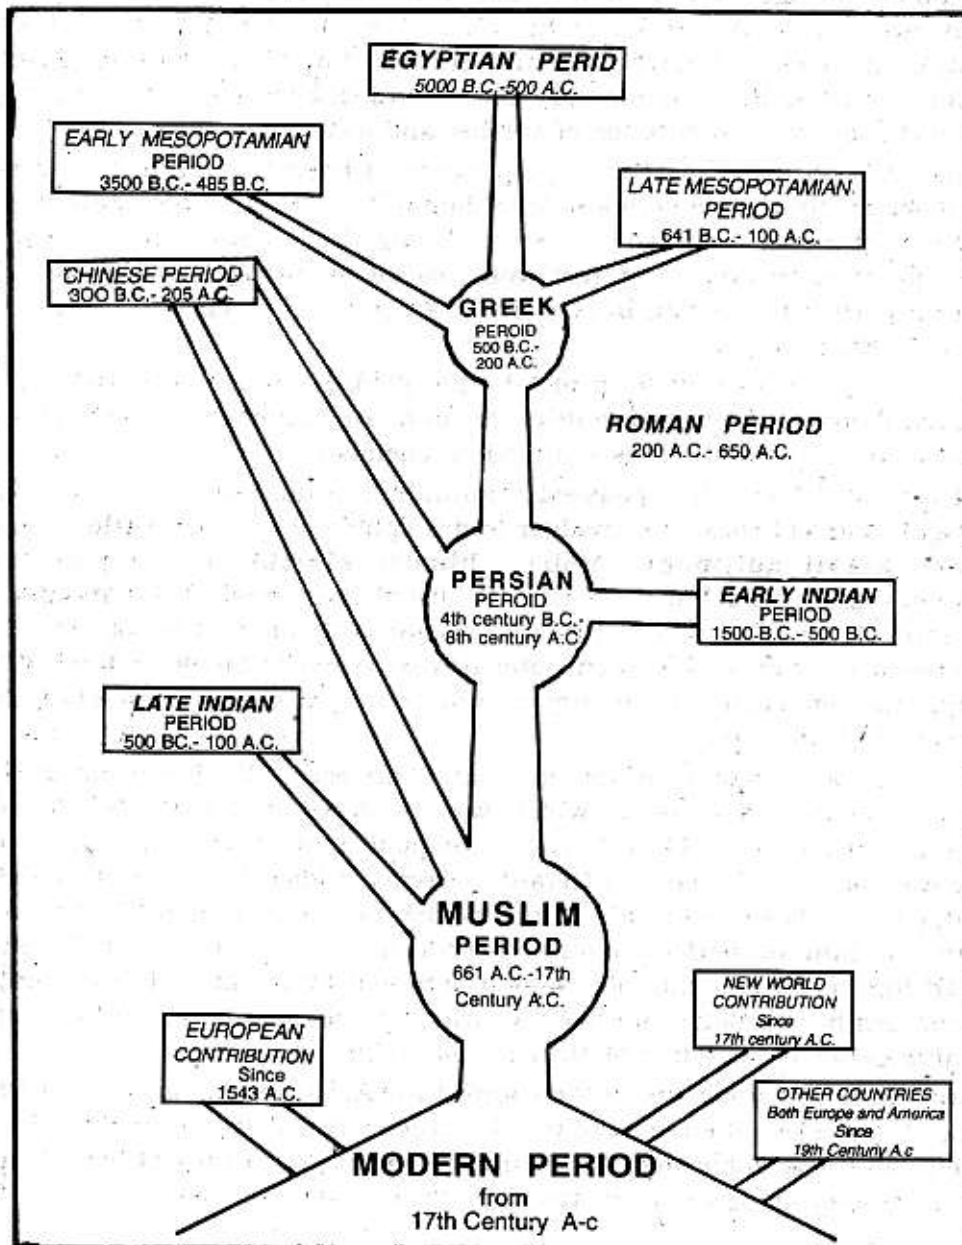 EGYPTIAN PERID
5000 B.C.-500 A.C.
EARLY MESOPOTAMIAN
PERIOD
3500 B.C.- 485 B.C.
LATE MESOPOTAMIAN
PERIOD
641 B.C.- 100 A.C.
CHINESE PERIOD
300 B.C.- 205 A.C.
GREEK
PEROID
500 B.C.-
200 A.C.
ROMAN PERIOD
200 A.C.- 650 A.C.
PERSIAN
PEROID
4th century B.C.-
8th century A.C
EARLY INDIAN
PERIOD
1500-B.C.- 500 B.C.
LATE INDIAN
PERIOD
500 BC.- 100 A.C.
MUSLIM
PERIOD
661 A.C.-17th
Century A.C.
NEW WORLD
CONTRIBUTION
Since
17th century A.C.
EUROPEAN
CONTRIBUTION
Since
1543 A.C.
OTHER COUNTRIES
Both Europe and America
Since
19th Centuriy A.c
MODERN PERIOD
from
17th Century A-c